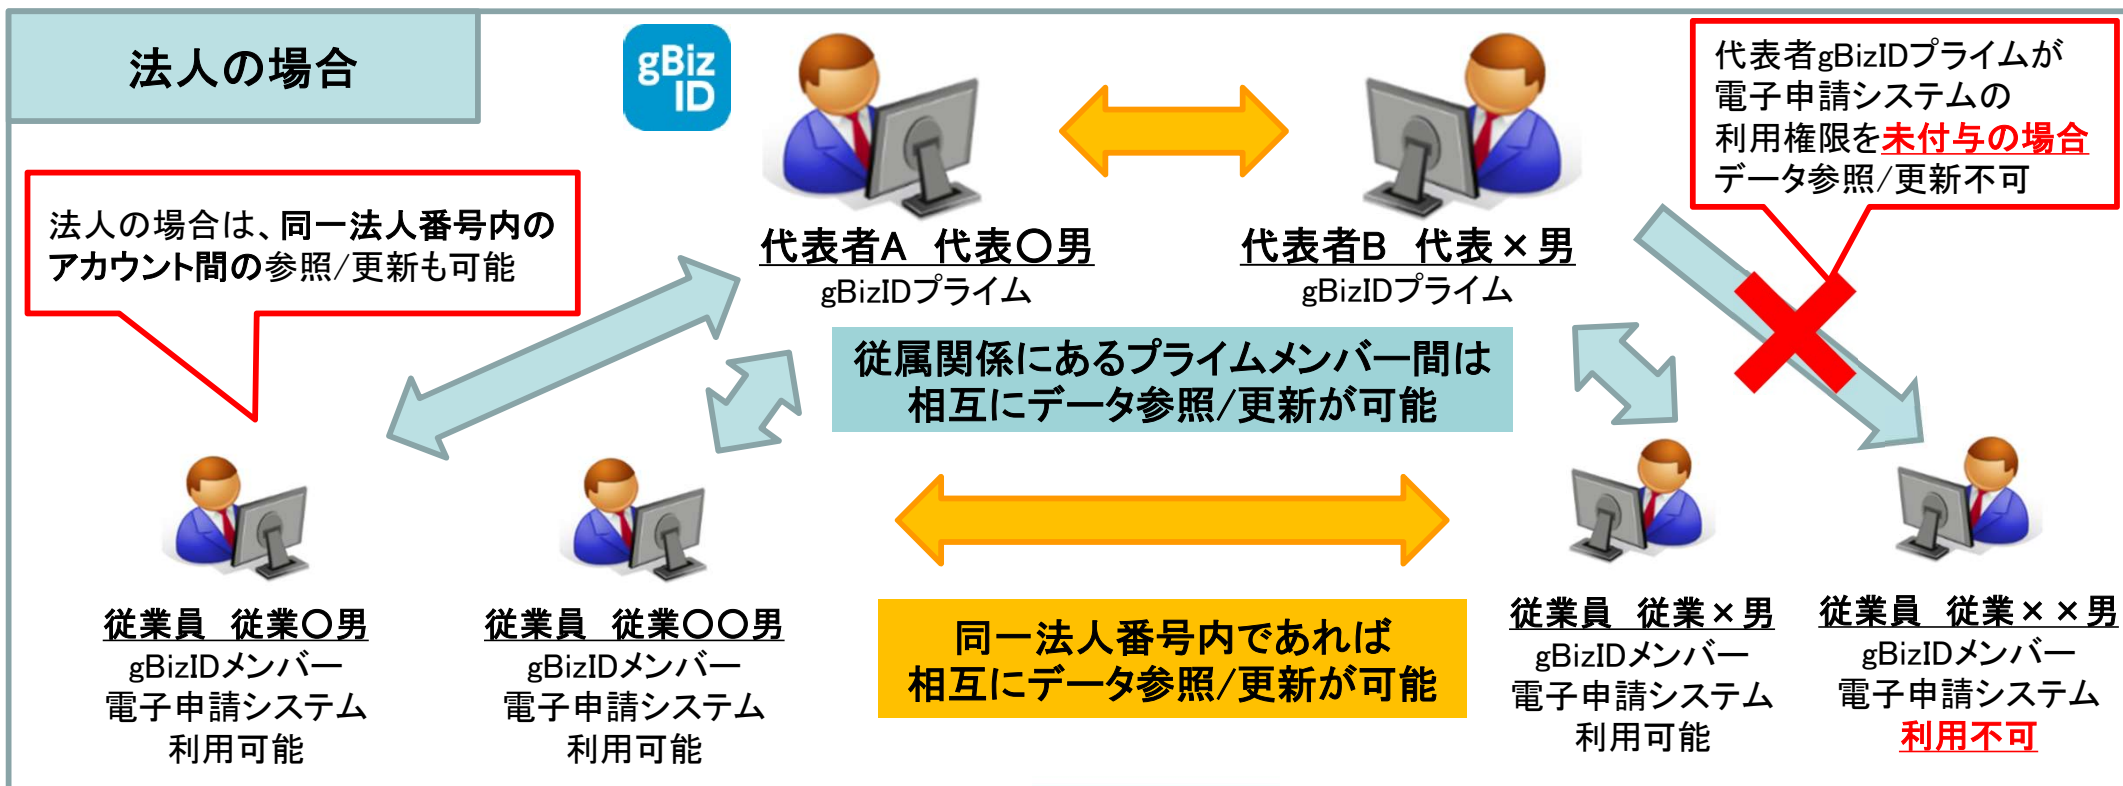 法人の場合
gBiz
ID
代表者gBizIDプライムが
電子申請システムの
利用権限を未付与の場合
データ参照/更新不可
法人の場合は、同一法人番号内の
アカウント間の参照/更新も可能
代表者A　代表〇男
gBizIDプライム
代表者B　代表×男
gBizIDプライム
従属関係にあるプライムメンバー間は
相互にデータ参照/更新が可能
従業員　従業〇男
gBizIDメンバー
電子申請システム
利用可能
従業員　従業〇〇男
gBizIDメンバー
電子申請システム
利用可能
同一法人番号内であれば
相互にデータ参照/更新が可能
従業員　従業×男
gBizIDメンバー
電子申請システム
利用可能
従業員　従業××男
gBizIDメンバー
電子申請システム
利用不可